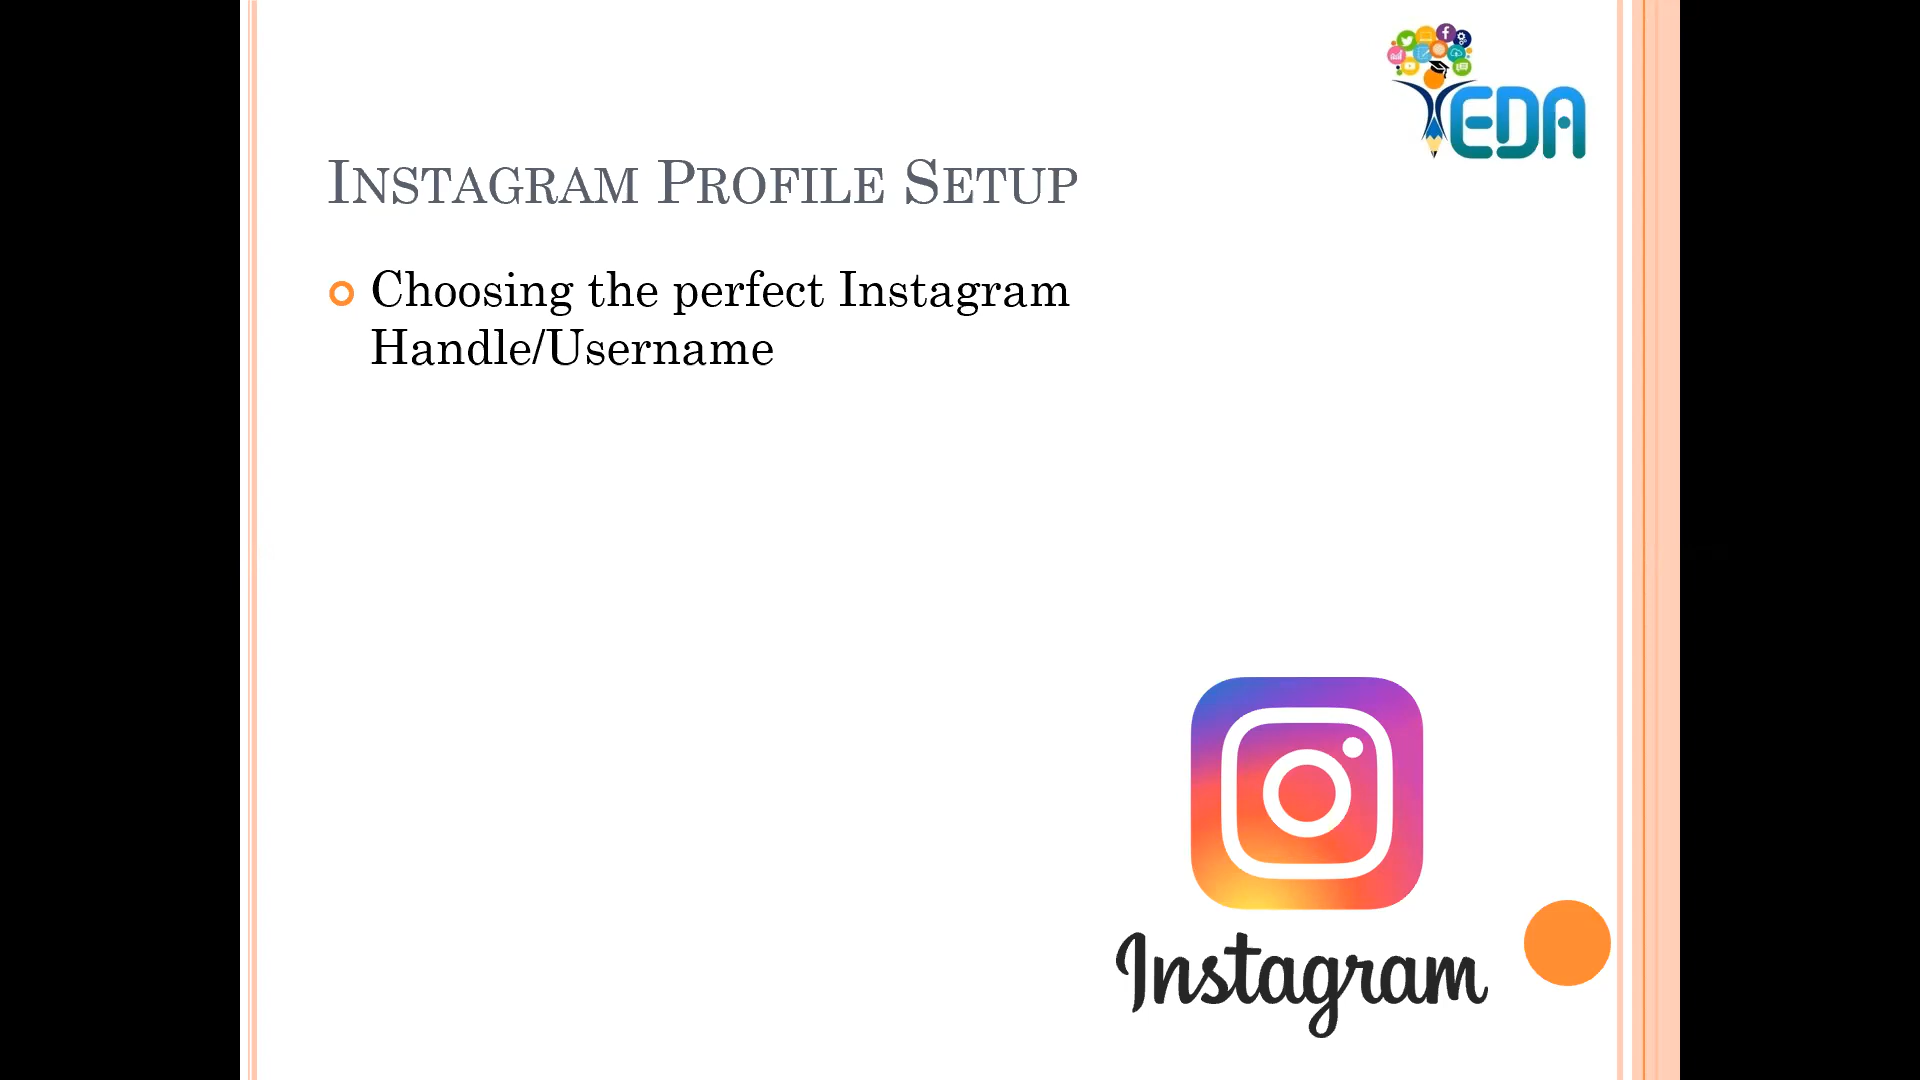 EDA
Instagram Profile Setup
Choosing the perfect Instagram
Handle/Username
Instagram